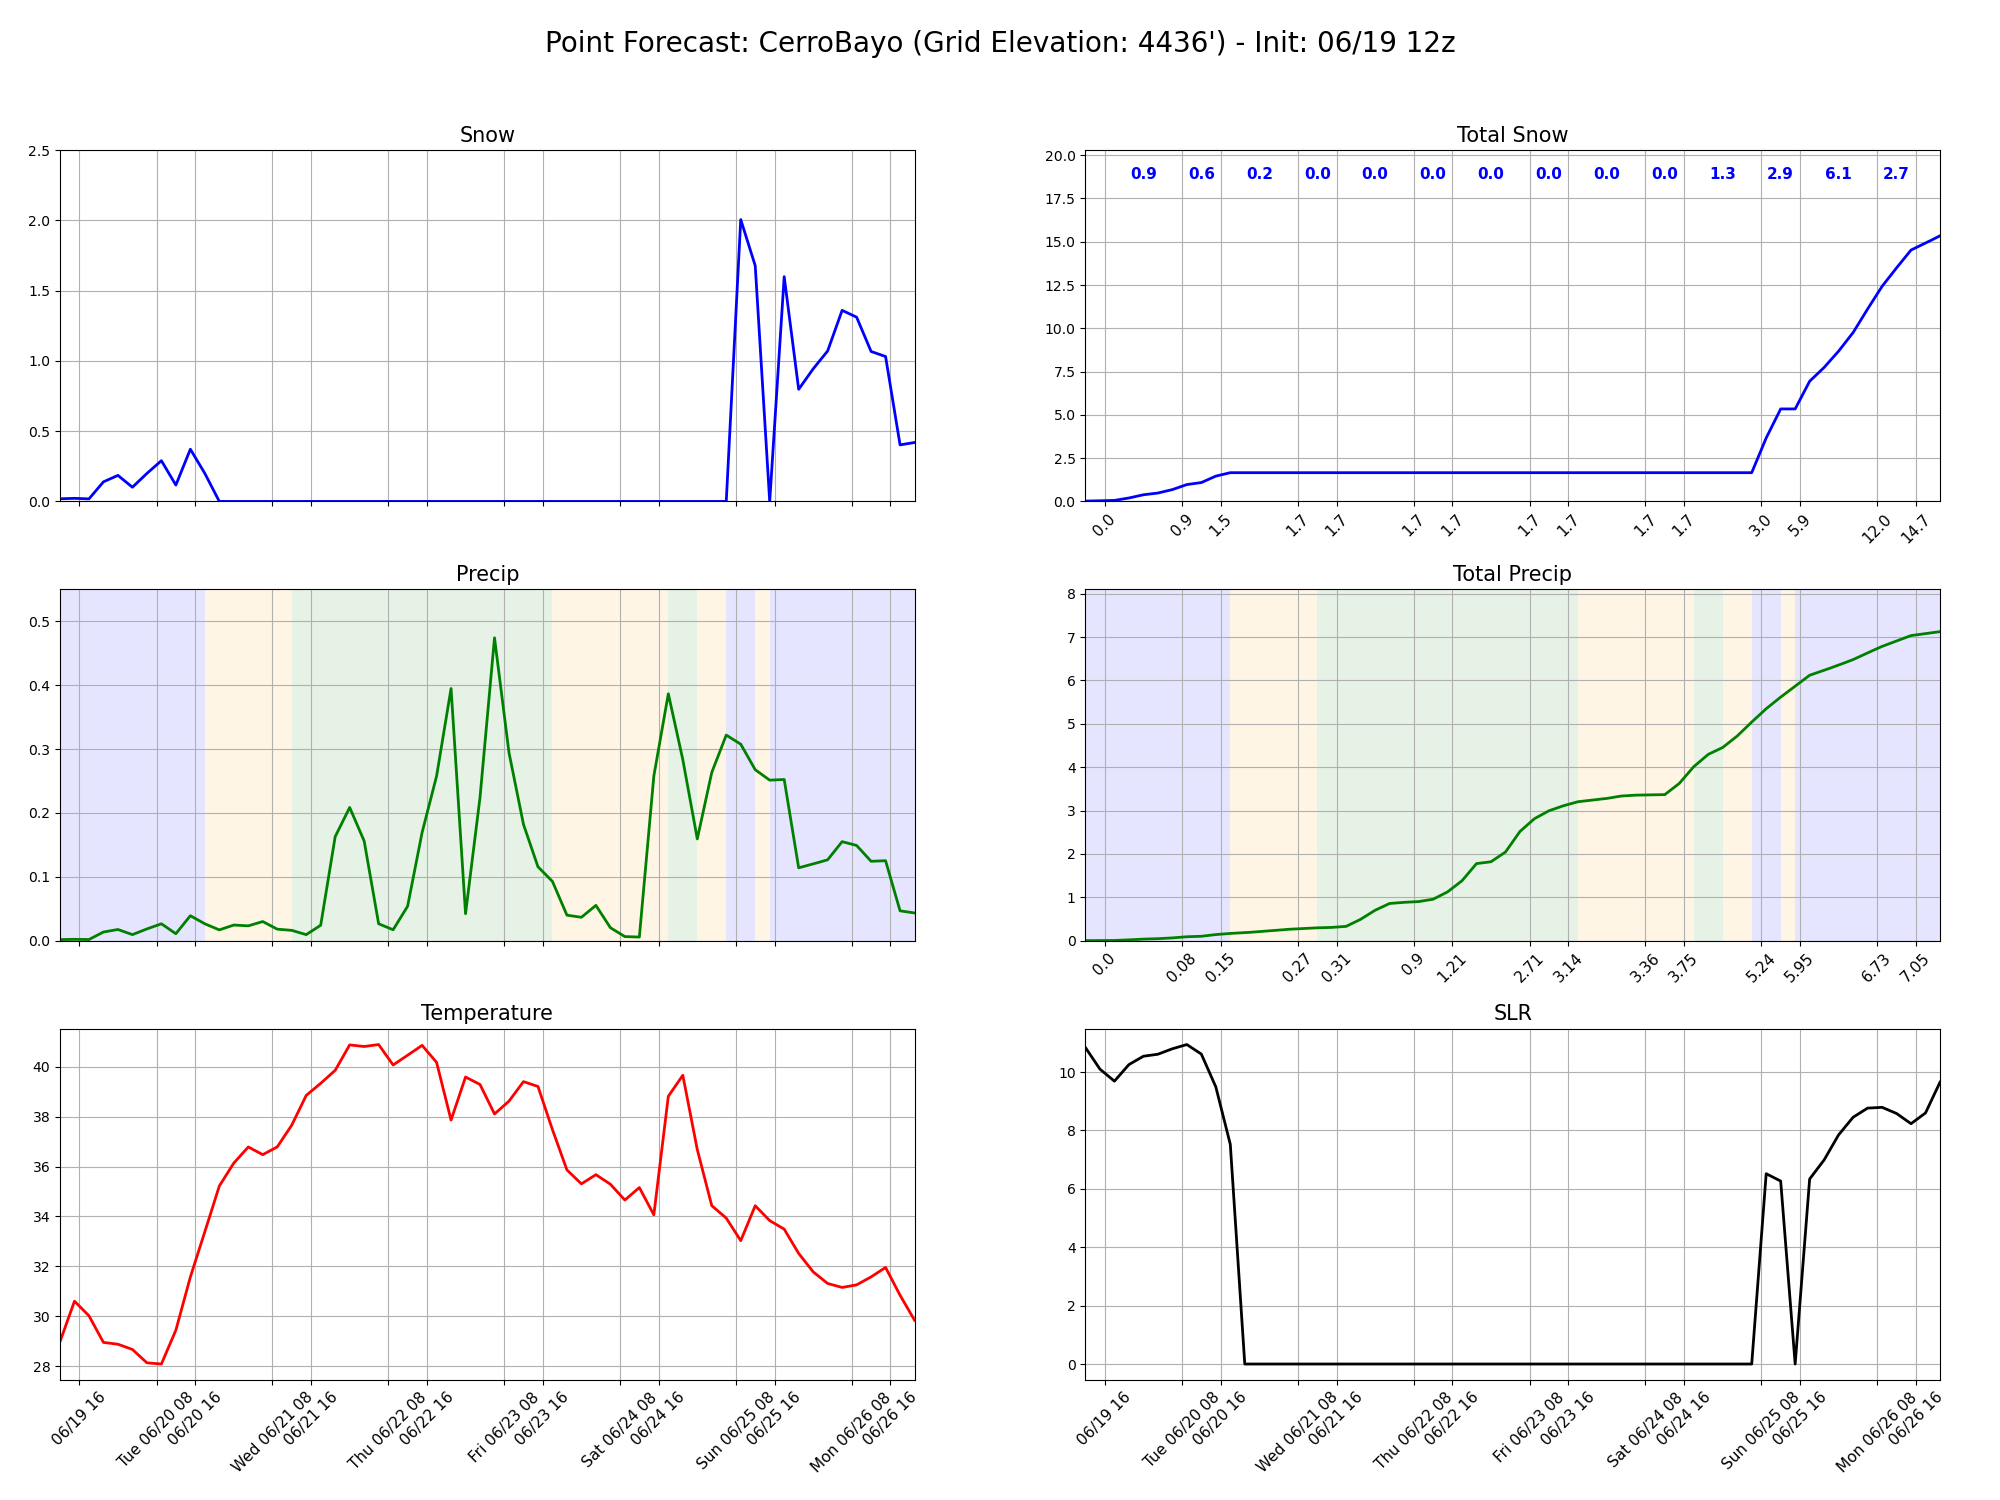 Point Forecast: CerroBayo (Grid Elevation: 4436') - Init: 06/19 12z
Snow
2.5
2.0
1.5
1.0
0.5
0.0
Total Snow
20.0
17.5
15.0
12.5
10.0
7.5
5.0
2.5
0.0
0.9 0.6 0.2 0.0 0.0 0.0 0.0 0.0 0.0 0.0 1.3 2.9 6.1 2.7
0.0 0.9 1.5 1.7 1.7 1.7 1.7 1.7 1.7 1.7 1.7 3.0 5.9 12.0 14.7
Precip
0.5
0.4
0.3
0.2
0.1
0.0
Total Precip
8
7
6
5
4
3
2
1
0
0.0 0.08 0.15 0.27 0.31 0.9 1.21 2.71 3.14 3.36 3.75 5.24 5.95 6.73 7.05
Temperature
40
38
36
34
32
30
28
06/19 16
Tue 06/20 08
06/20 16
Wed 06/21 08
06/21 16
Thu 06/22 08
06/22 16
Fri 06/23 08
06/23 16
Sat 06/24 08
06/24 16
Sun 06/25 08
06/25 16
Mon 06/26 08
06/26 16
SLR
10
8
6
4
2
0
06/19 16
Tue 06/20 08
06/20 16
Wed 06/21 08
06/21 16
Thu 06/22 08
06/22 16
Fri 06/23 08
06/23 16
Sat 06/24 08
06/24 16
Sun 06/25 08
06/25 16
Mon 06/26 08
06/26 16